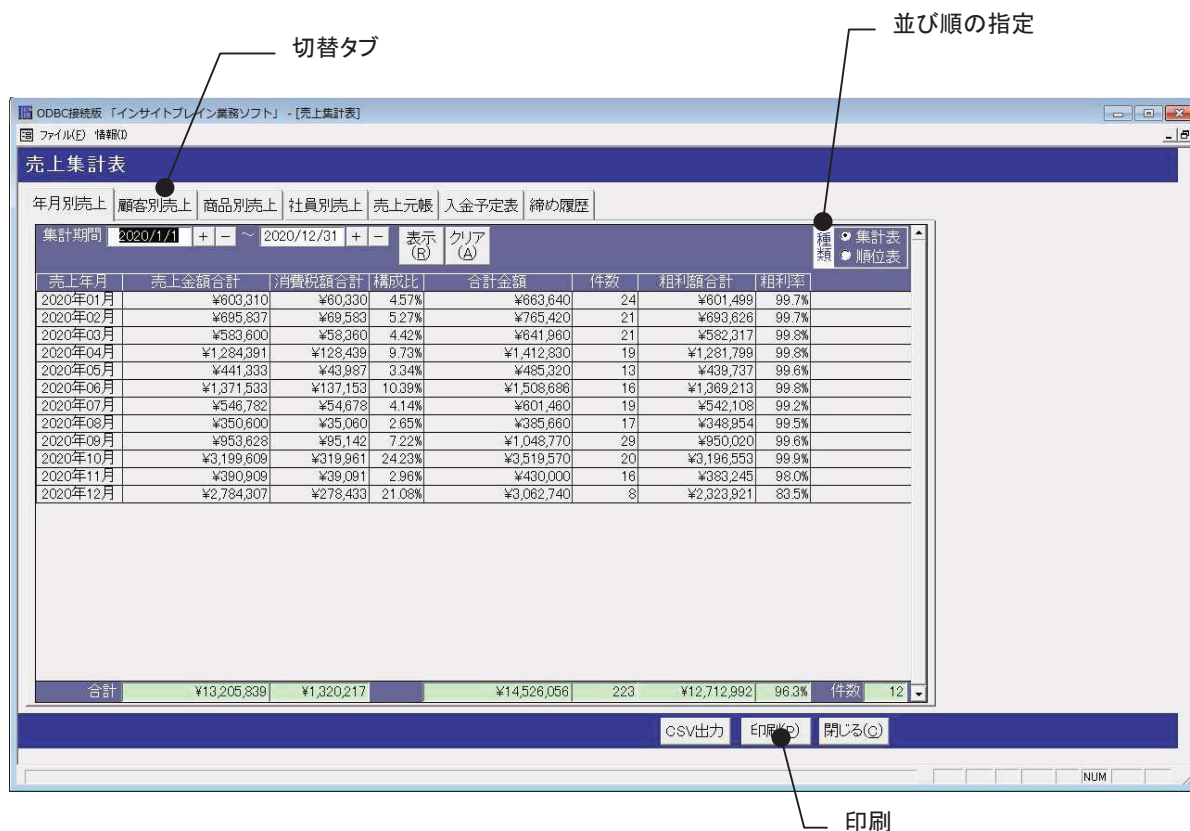 並び順の指定
切替タブ
ODBC接続版 「インサイトブレイン業務ソフト」 - [売上集計表]
ファイル(F) 情報(I)
売上集計表
年月別売上 顧客別売上 商品別売上 社員別売上 売上元帳 入金予定表 締め履歴
集計期間 2020/1/1 + - ～ 2020/12/31 + - 表示(R) クリア(A) 種類 集計表 順位表
売上年月 売上金額合計 消費税額合計 構成比 合計金額 件数 粗利額合計 粗利率
2020年01月 ¥603,310 ¥60,330 4.57% ¥663,640 24 ¥601,499 99.7%
2020年02月 ¥695,837 ¥69,583 5.27% ¥765,420 21 ¥693,626 99.7%
2020年03月 ¥583,600 ¥58,360 4.42% ¥641,960 21 ¥582,317 99.8%
2020年04月 ¥1,284,391 ¥128,439 9.73% ¥1,412,830 19 ¥1,281,799 99.8%
2020年05月 ¥441,333 ¥43,987 3.34% ¥485,320 13 ¥439,737 99.6%
2020年06月 ¥1,371,533 ¥137,153 10.39% ¥1,508,686 16 ¥1,369,213 99.8%
2020年07月 ¥546,782 ¥54,678 4.14% ¥601,460 19 ¥542,108 99.2%
2020年08月 ¥350,600 ¥35,060 2.65% ¥385,660 17 ¥348,954 99.5%
2020年09月 ¥953,628 ¥95,142 7.22% ¥1,048,770 29 ¥950,020 99.6%
2020年10月 ¥3,199,609 ¥319,961 24.23% ¥3,519,570 20 ¥3,196,553 99.9%
2020年11月 ¥390,909 ¥39,091 2.96% ¥430,000 16 ¥383,245 98.0%
2020年12月 ¥2,784,307 ¥278,433 21.08% ¥3,062,740 8 ¥2,323,921 83.5%
合計 ¥13,205,839 ¥1,320,217 ¥14,526,056 223 ¥12,712,992 96.3% 件数 12
CSV出力 印刷(P) 閉じる(C)
NUM
印刷